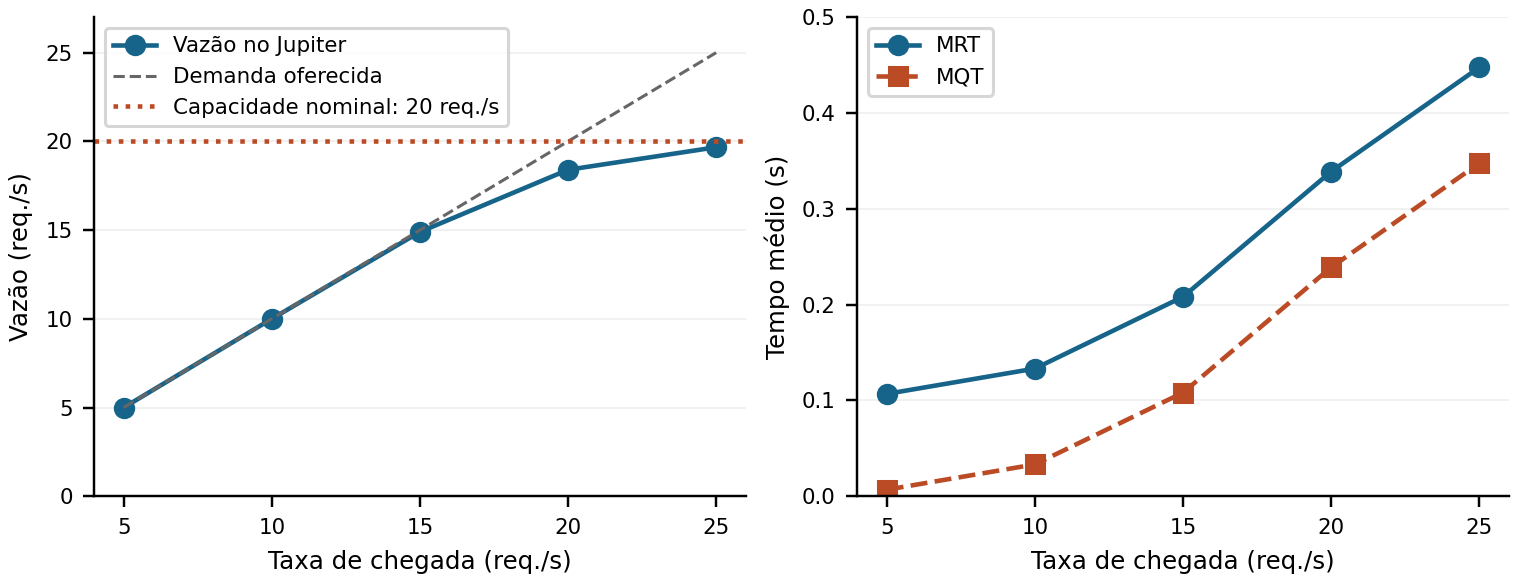 Vazão (req./s)
25
20
15
10
5
0
Vazão no Jupiter
Demanda oferecida
Capacidade nominal: 20 req./s
5 10 15 20 25
Taxa de chegada (req./s)
Tempo médio (s)
0.5
0.4
0.3
0.2
0.1
0.0
MRT
MQT
5 10 15 20 25
Taxa de chegada (req./s)